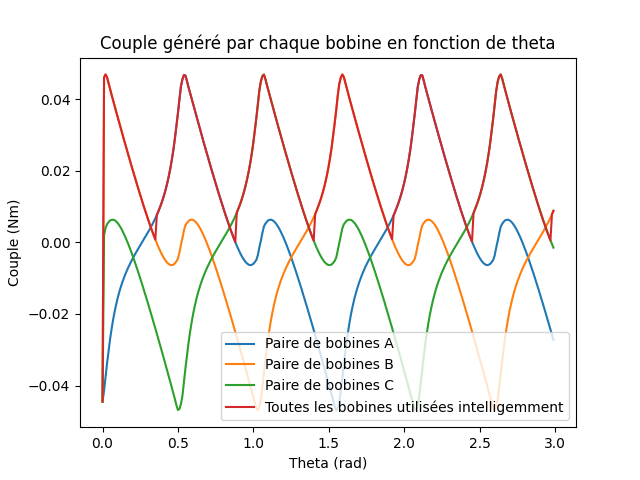 Couple généré par chaque bobine en fonction de theta
Couple (Nm)
0.04
0.02
0.00
−0.02
−0.04
Paire de bobines A
Paire de bobines B
Paire de bobines C
Toutes les bobines utilisées intelligemment
0.0 0.5 1.0 1.5 2.0 2.5 3.0
Theta (rad)